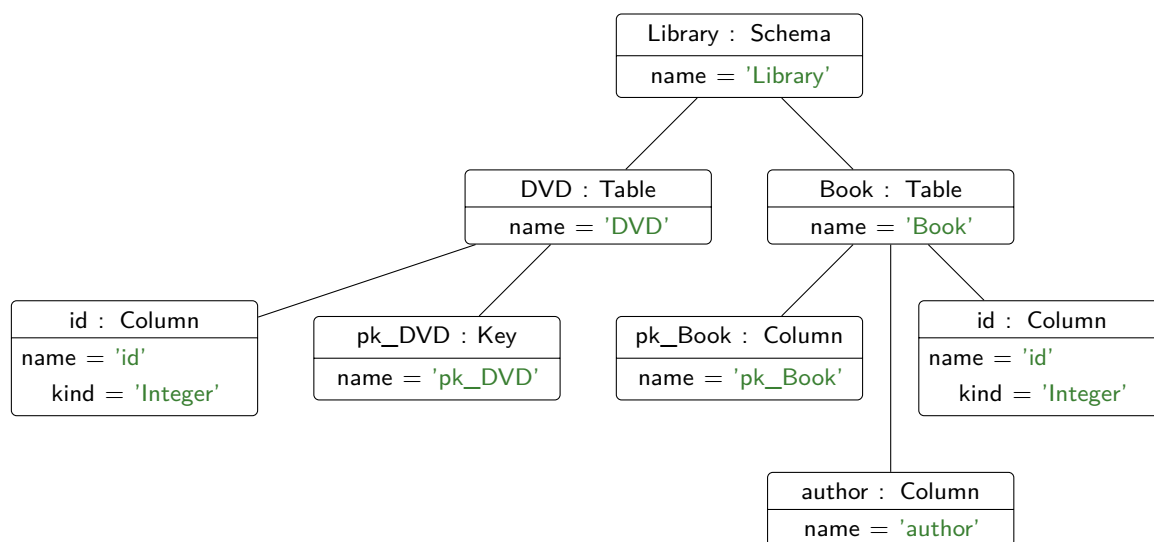 Library : Schema
name = 'Library'
DVD : Table
name = 'DVD'
Book : Table
name = 'Book'
id : Column
name = 'id'
kind = 'Integer'
pk_DVD : Key
name = 'pk_DVD'
pk_Book : Column
name = 'pk_Book'
id : Column
name = 'id'
kind = 'Integer'
author : Column
name = 'author'